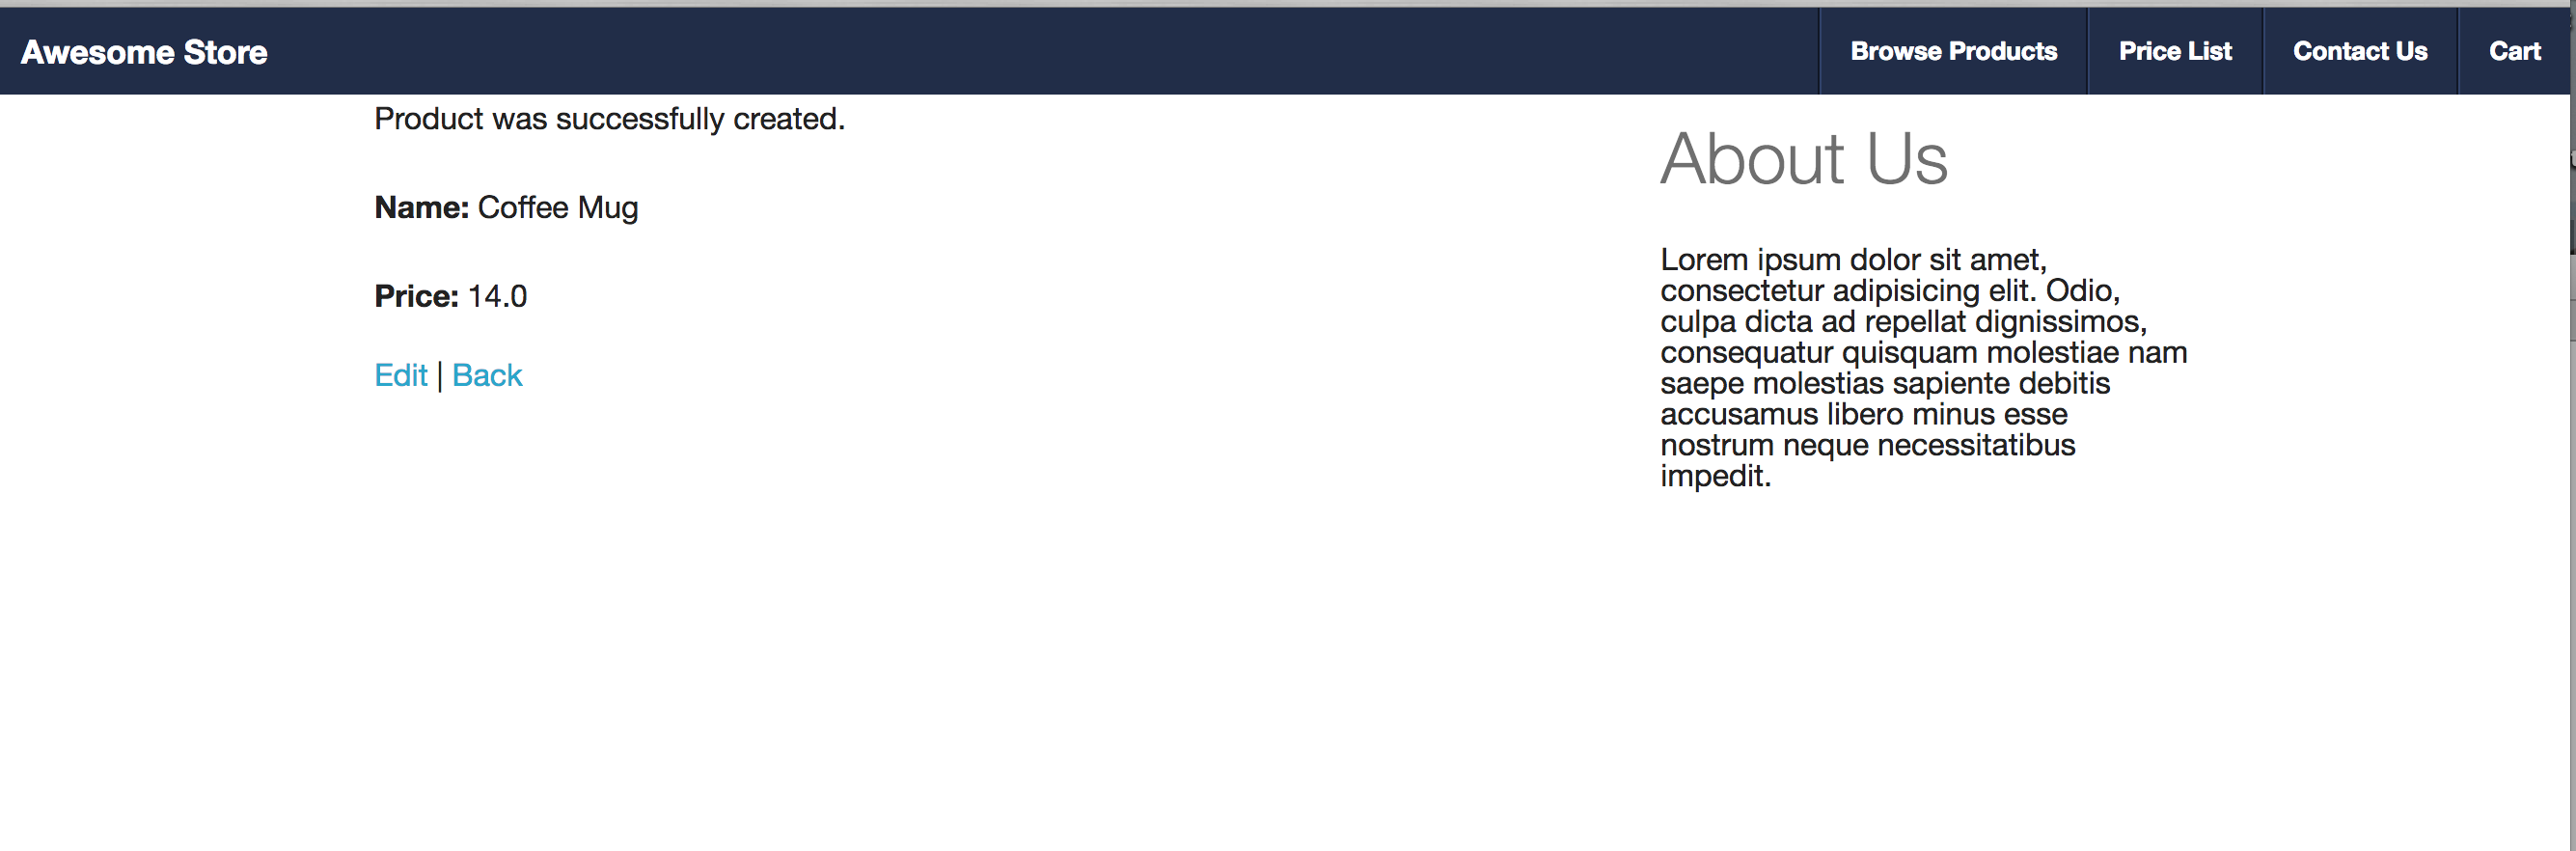 Awesome Store
Browse Products
Price List
Contact Us
Cart
Product was successfully created.
Name: Coffee Mug
Price: 14.0
Edit | Back
About Us
Lorem ipsum dolor sit amet,
consectetur adipisicing elit. Odio,
culpa dicta ad repellat dignissimos,
consequatur quisquam molestiae nam
saepe molestias sapiente debitis
accusamus libero minus esse
nostrum neque necessitatibus
impedit.